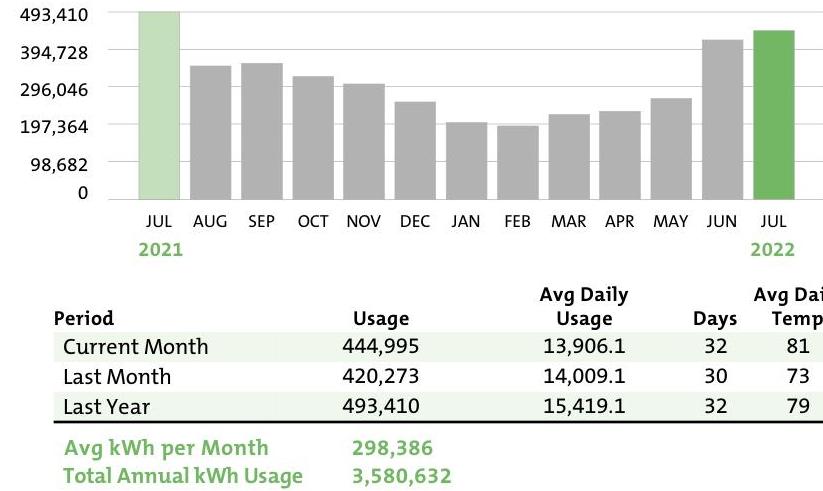 493,410
394,728
296,046
197,364
98,682
0
JUL AUG SEP OCT NOV DEC JAN FEB MAR APR MAY JUN JUL
2021 2022
Avg Daily Avg Dai
Period Usage Usage Days Temp
Current Month 444,995 13,906.1 32 81
Last Month 420,273 14,009.1 30 73
Last Year 493,410 15,419.1 32 79
Avg kWh per Month 298,386
Total Annual kWh Usage 3,580,632